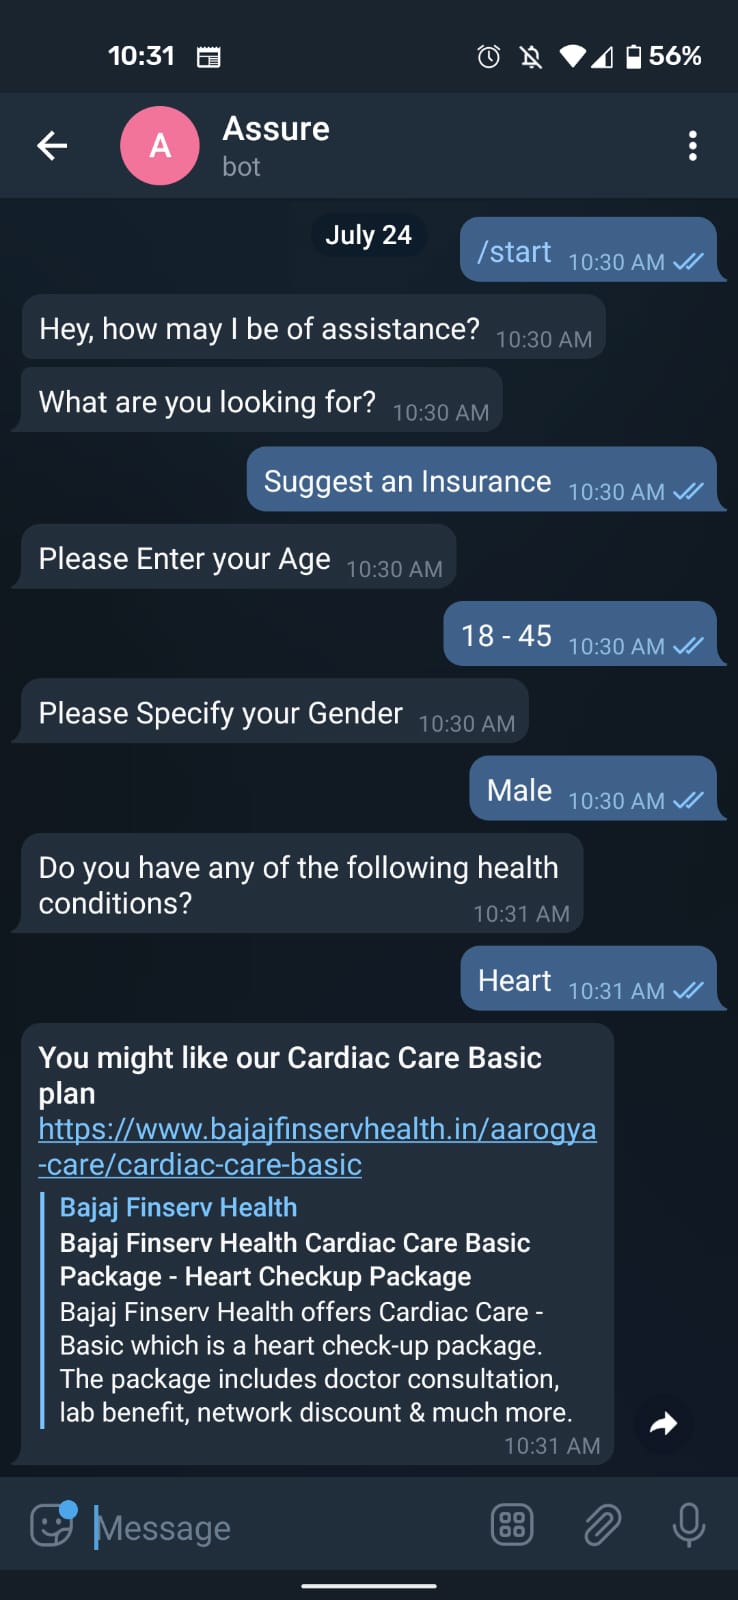 10:31
56%
A
Assure
bot
July 24
/start 10:30 AM
Hey, how may I be of assistance? 10:30 AM
What are you looking for? 10:30 AM
Suggest an Insurance 10:30 AM
Please Enter your Age 10:30 AM
18 - 45 10:30 AM
Please Specify your Gender 10:30 AM
Male 10:30 AM
Do you have any of the following health
conditions? 10:31 AM
Heart 10:31 AM
You might like our Cardiac Care Basic
plan
https://www.bajajfinservhealth.in/aarogya
-care/cardiac-care-basic
Bajaj Finserv Health
Bajaj Finserv Health Cardiac Care Basic
Package - Heart Checkup Package
Bajaj Finserv Health offers Cardiac Care -
Basic which is a heart check-up package.
The package includes doctor consultation,
lab benefit, network discount & much more.
10:31 AM
Message